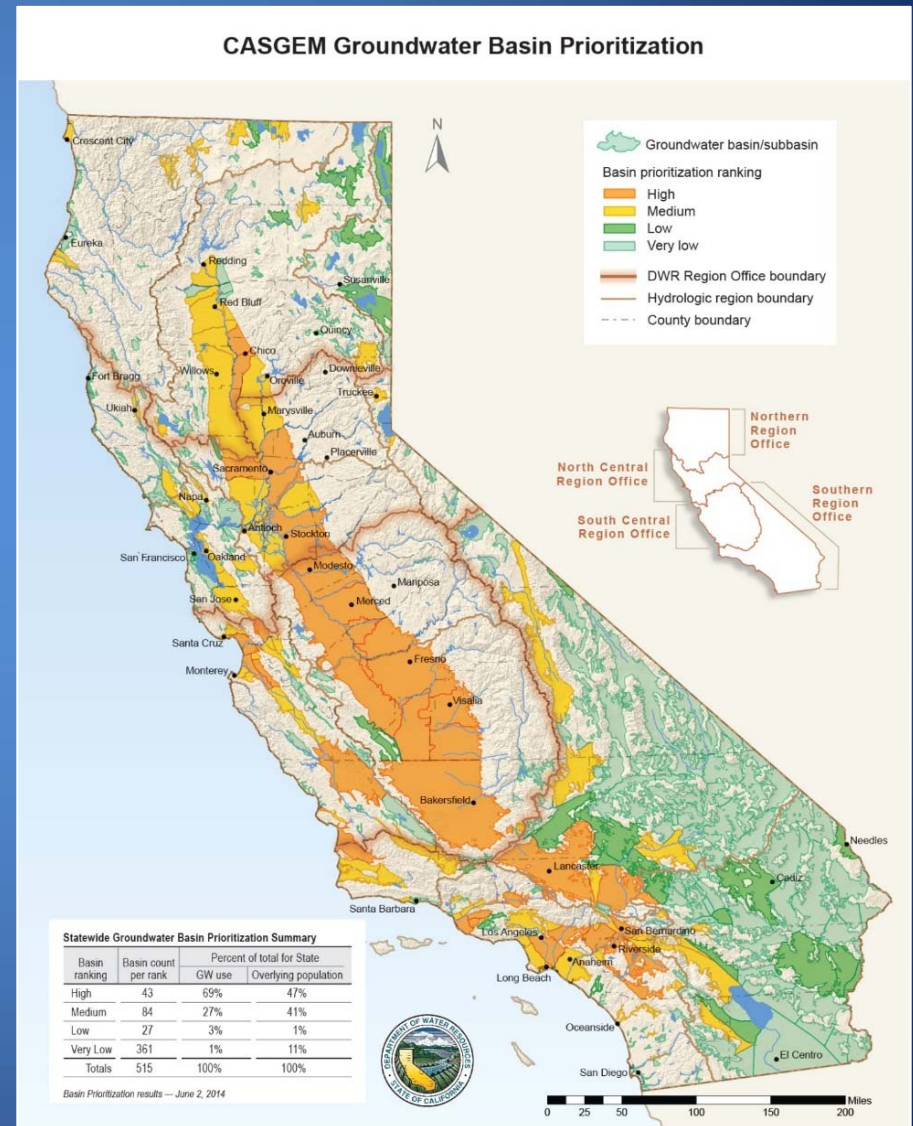 CASGEM Groundwater Basin Prioritization
N
Groundwater basin/subbasin
Basin prioritization ranking
High
Medium
Low
Very low
DWR Region Office boundary
Hydrologic region boundary
County boundary
Northern
Region
Office
North Central
Region Office
Southern
Region
Office
South Central
Region Office
Crescent City
Eureka
Redding
Susanville
Red Bluff
Quincy
Chico
Fort Bragg
Willows
Oroville
Downieville
Truckee
Ukiah
Marysville
Auburn
Placerville
Sacramento
Napa
Antioch
Stockton
San Francisco
Oakland
Modesto
Mariposa
San Jose
Merced
Santa Cruz
Monterey
Fresno
Visalia
Bakersfield
Needles
Lancaster
Cadiz
Santa Barbara
Los Angeles
San Bernardino
Riverside
Anaheim
Long Beach
Oceanside
El Centro
San Diego
Statewide Groundwater Basin Prioritization Summary
Basin ranking Basin count per rank Percent of total for State
GW use Overlying population
High 43 69% 47%
Medium 84 27% 41%
Low 27 3% 1%
Very Low 361 1% 11%
Totals 515 100% 100%
Basin Prioritization results — June 2, 2014
DEPARTMENT OF WATER RESOURCES
STATE OF CALIFORNIA
Miles
0 25 50 100 150 200